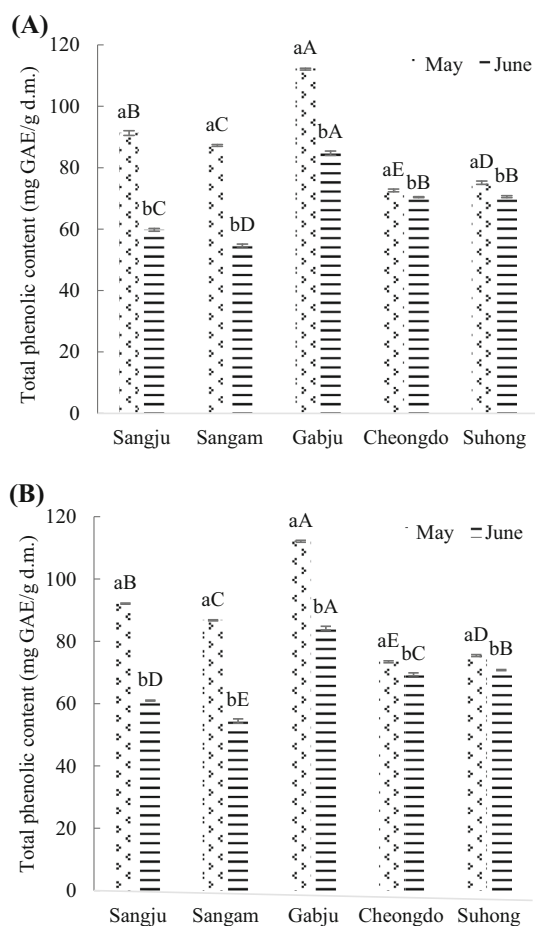 (A)
Total phenolic content (mg GAE/g d.m.)
120
100
80
60
40
20
0
May June
aB
bC
aC
bD
aA
bA
aE
bB
aD
bB
Sangju Sangam Gabju Cheongdo Suhong
(B)
Total phenolic content (mg GAE/g d.m.)
120
100
80
60
40
20
0
May June
aB
bD
aC
bE
aA
bA
aE
bC
aD
bB
Sangju Sangam Gabju Cheongdo Suhong